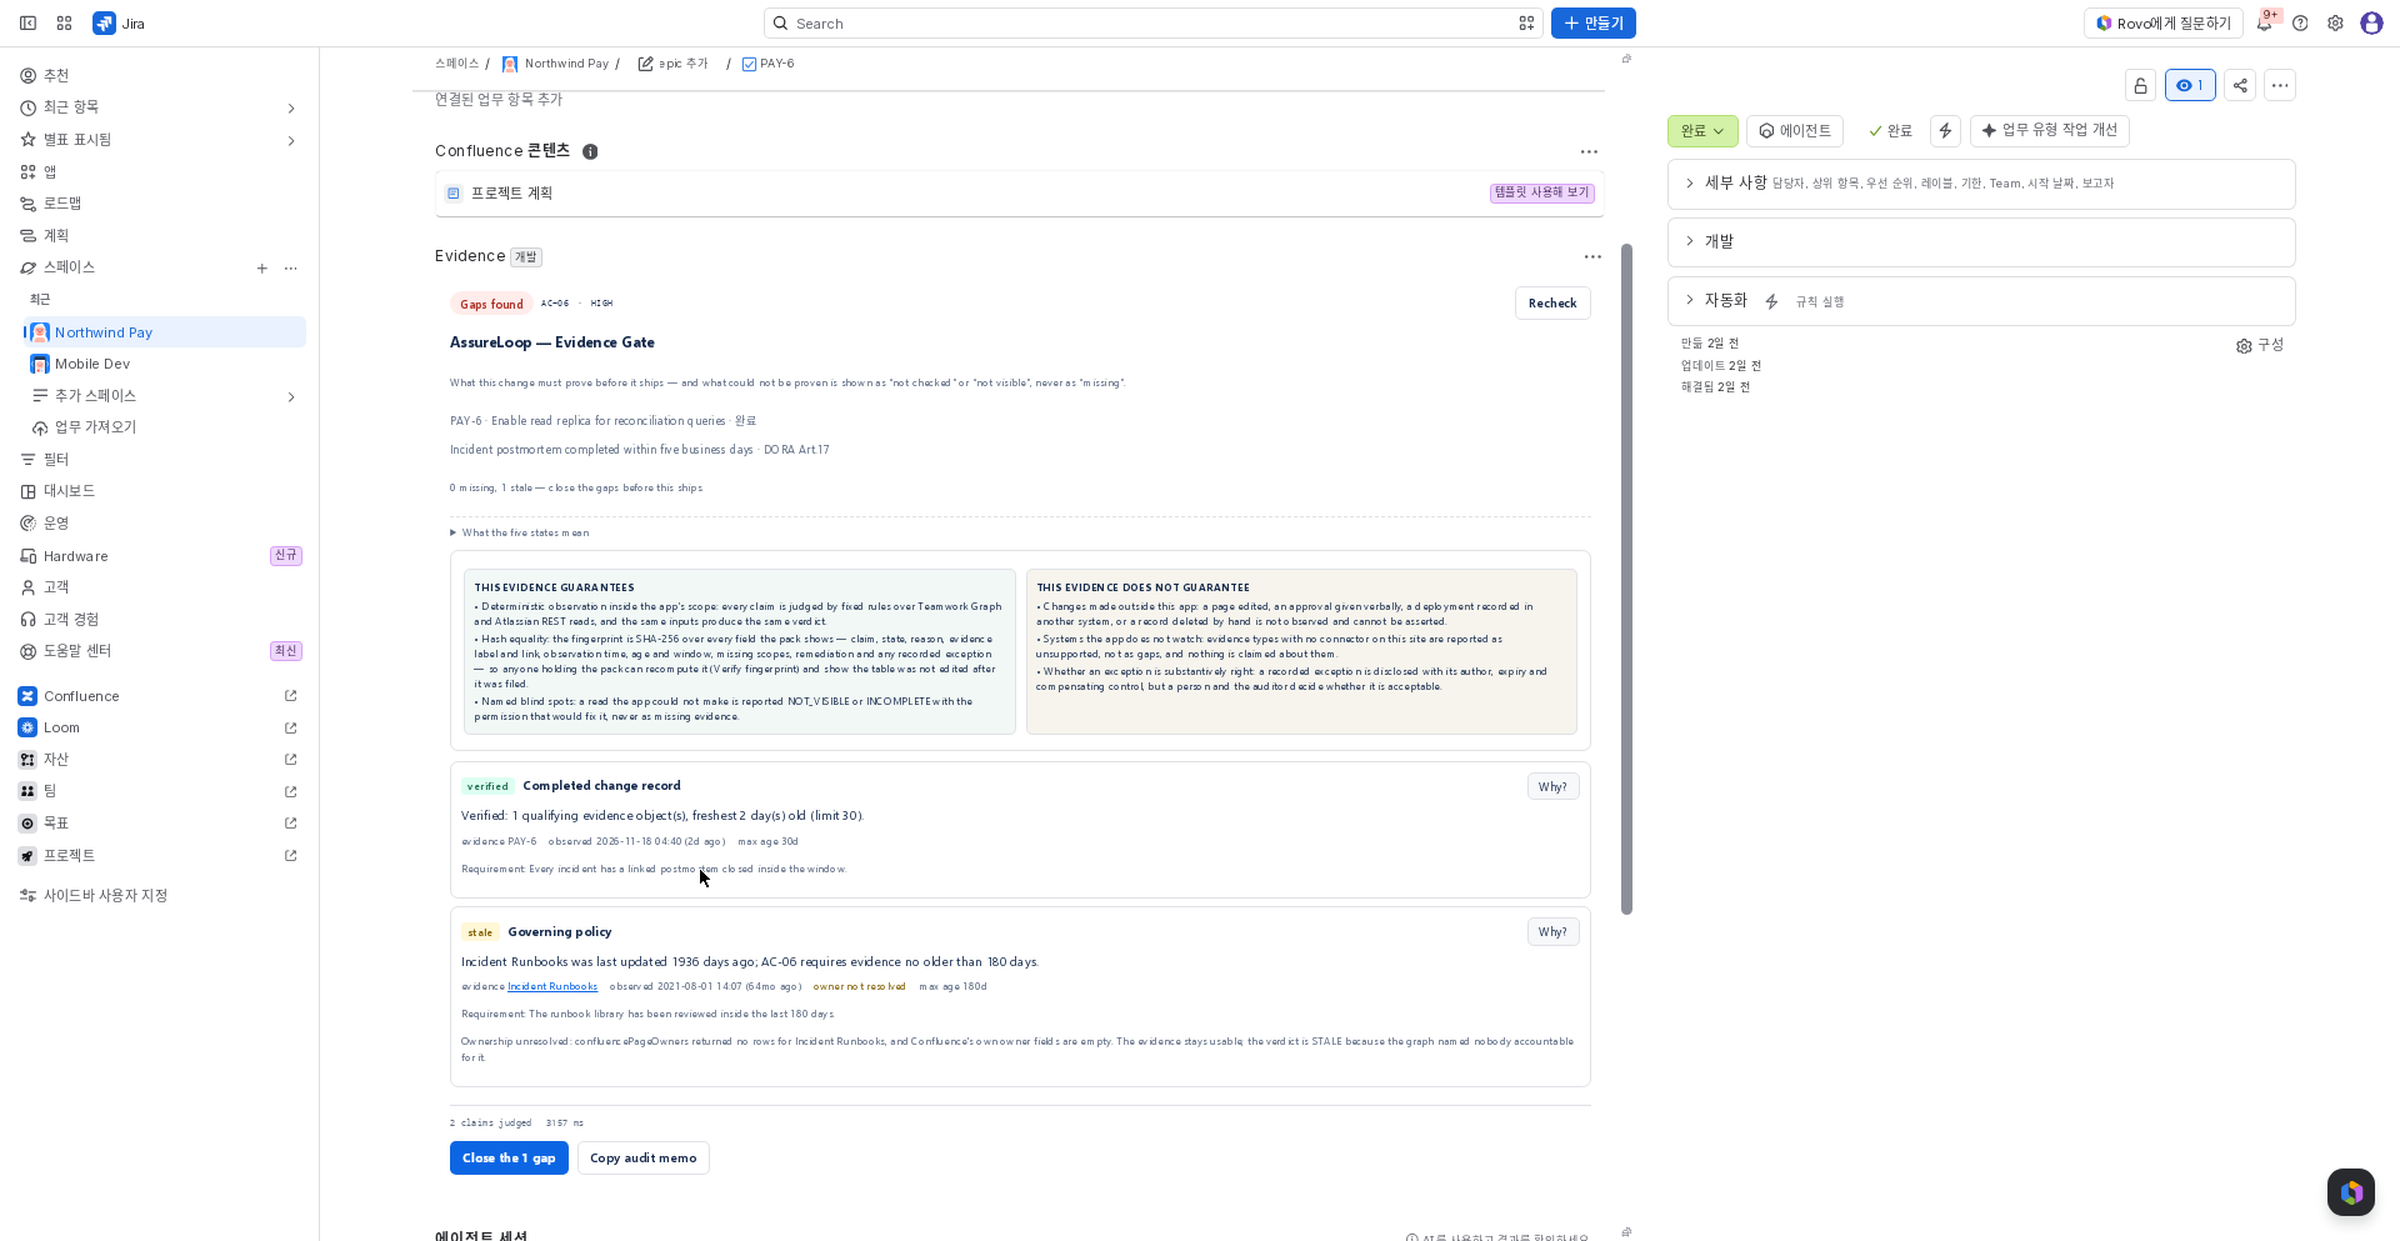 Jira
Search
만들기
Rovo에게 질문하기
9+
추천
최근 항목
별표 표시됨
앱
로드맵
계획
스페이스
최근
Northwind Pay
Mobile Dev
추가 스페이스
업무 가져오기
필터
대시보드
운영
Hardware 신규
고객
고객 경험
도움말 센터 최신
Confluence
Loom
자산
팀
목표
프로젝트
사이드바 사용자 지정
스페이스 / Northwind Pay / epic 추가 / PAY-6
연결된 업무 항목 추가
Confluence 콘텐츠
프로젝트 계획 템플릿 사용해 보기
Evidence 개발
Gaps found AC-06 · HIGH Recheck
AssureLoop — Evidence Gate
What this change must prove before it ships — and what could not be proven is shown as "not checked" or "not visible", never as "missing".
PAY-6 · Enable read replica for reconciliation queries · 완료
Incident postmortem completed within five business days · DORA Art.17
0 missing, 1 stale — close the gaps before this ships.
What the five states mean
THIS EVIDENCE GUARANTEES
• Deterministic observation inside the app's scope: every claim is judged by fixed rules over Teamwork Graph
and Atlassian REST reads, and the same inputs produce the same verdict.
• Hash equality: the fingerprint is SHA-256 over every field the pack shows — claim, state, reason, evidence
label and link, observation time, age and window, missing scopes, remediation and any recorded exception
— so anyone holding the pack can recompute it (Verify fingerprint) and show the table was not edited after
it was filed.
• Named blind spots: a read the app could not make is reported NOT_VISIBLE or INCOMPLETE with the
permission that would fix it, never as missing evidence.
THIS EVIDENCE DOES NOT GUARANTEE
• Changes made outside this app: a page edited, an approval given verbally, a deployment recorded in
another system, or a record deleted by hand is not observed and cannot be asserted.
• Systems the app does not watch: evidence types with no connector on this site are reported as
unsupported, not as gaps, and nothing is claimed about them.
• Whether an exception is substantively right: a recorded exception is disclosed with its author, expiry and
compensating control, but a person and the auditor decide whether it is acceptable.
verified Completed change record Why?
Verified: 1 qualifying evidence object(s), freshest 2 day(s) old (limit 30).
evidence PAY-6 observed 2026-11-18 04:40 (2d ago) max age 30d
Requirement: Every incident has a linked postmortem closed inside the window.
stale Governing policy Why?
Incident Runbooks was last updated 1936 days ago; AC-06 requires evidence no older than 180 days.
evidence Incident Runbooks observed 2021-08-01 14:07 (64mo ago) owner not resolved max age 180d
Requirement: The runbook library has been reviewed inside the last 180 days.
Ownership unresolved: confluencePageOwners returned no rows for Incident Runbooks, and Confluence's own owner fields are empty. The evidence stays usable; the verdict is STALE because the graph named nobody accountable
for it.
2 claims judged 3157 ms
Close the 1 gap Copy audit memo
에이전트 세션
AI를 사용하고 결과를 확인하세요
1
완료 에이전트 완료 업무 유형 작업 개선
세부 사항 담당자, 상위 항목, 우선 순위, 레이블, 기한, Team, 시작 날짜, 보고자
개발
자동화 규칙 실행
만듦 2일 전
구성
업데이트 2일 전
해결됨 2일 전